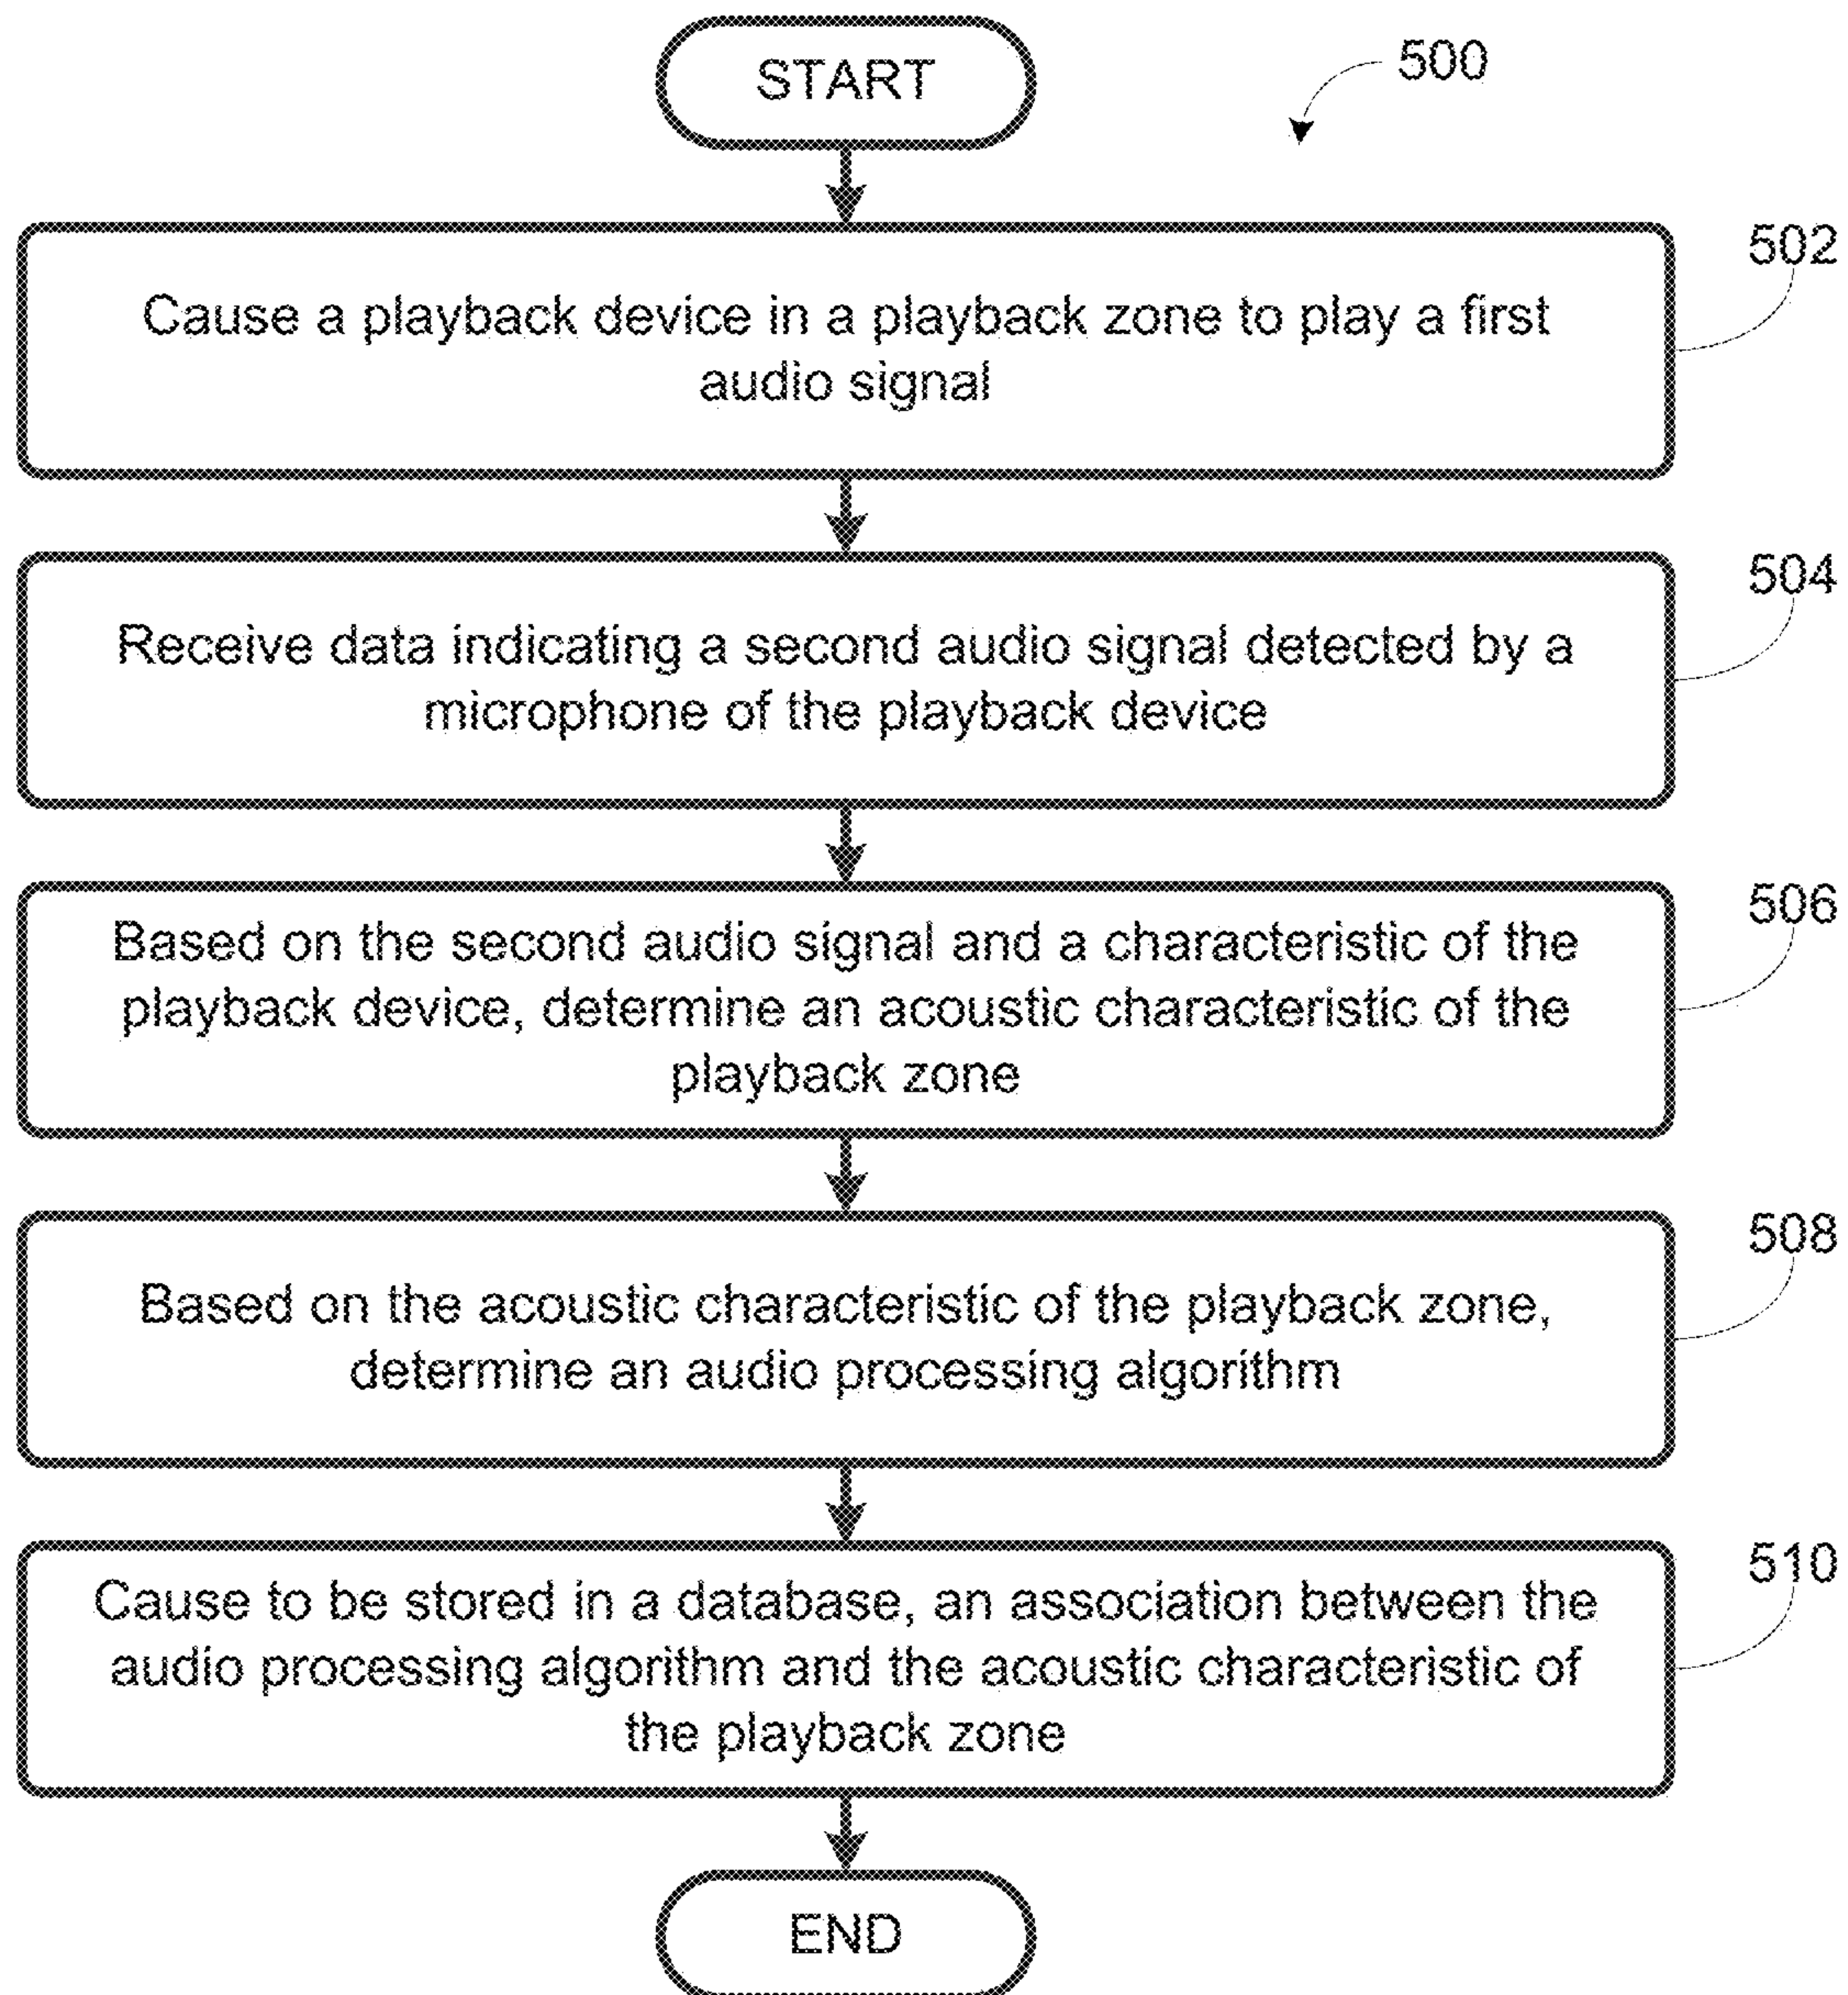 START
500
502
Cause a playback device in a playback zone to play a first
audio signal
504
Receive data indicating a second audio signal detected by a
microphone of the playback device
506
Based on the second audio signal and a characteristic of the
playback device, determine an acoustic characteristic of the
playback zone
508
Based on the acoustic characteristic of the playback zone,
determine an audio processing algorithm
510
Cause to be stored in a database, an association between the
audio processing algorithm and the acoustic characteristic of
the playback zone
END